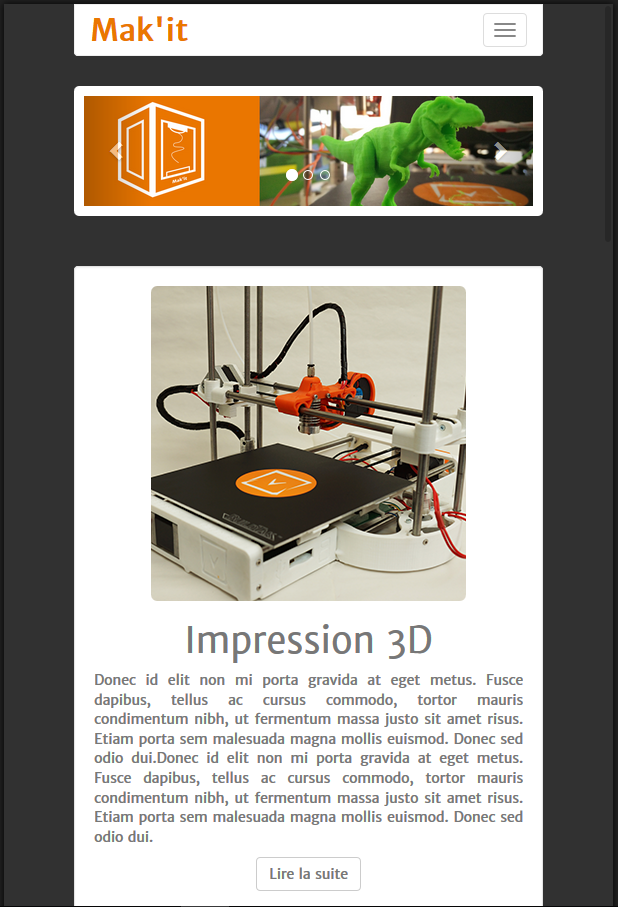 Mak'it
Mak'it
Impression 3D
Donec id elit non mi porta gravida at eget metus. Fusce
dapibus, tellus ac cursus commodo, tortor mauris
condimentum nibh, ut fermentum massa justo sit amet risus.
Etiam porta sem malesuada magna mollis euismod. Donec sed
odio dui.Donec id elit non mi porta gravida at eget metus.
Fusce dapibus, tellus ac cursus commodo, tortor mauris
condimentum nibh, ut fermentum massa justo sit amet risus.
Etiam porta sem malesuada magna mollis euismod. Donec sed
odio dui.
Lire la suite